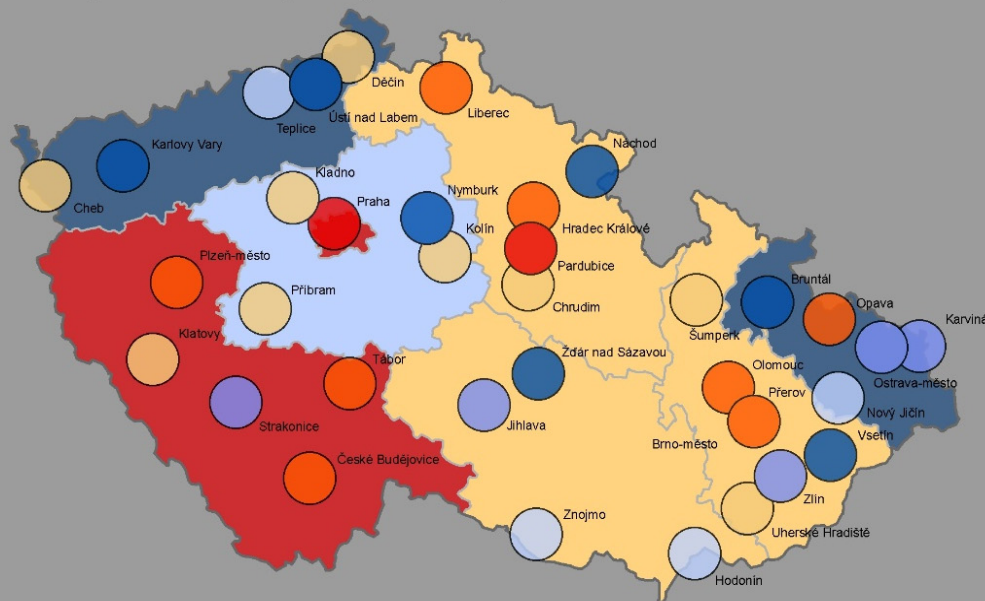 Děčín
Teplice
Ústí nad Labem
Liberec
Karlovy Vary
Náchod
Cheb
Kladno
Praha
Nymburk
Kolín
Hradec Králové
Plzeň-město
Pardubice
Příbram
Chrudim
Bruntál
Opava
Karviná
Šumperk
Klatovy
Tábor
Žďár nad Sázavou
Olomouc
Ostrava-město
Přerov
Nový Jičín
Strakonice
Jihlava
Brno-město
Vsetín
České Budějovice
Zlín
Znojmo
Uherské Hradiště
Hodonín